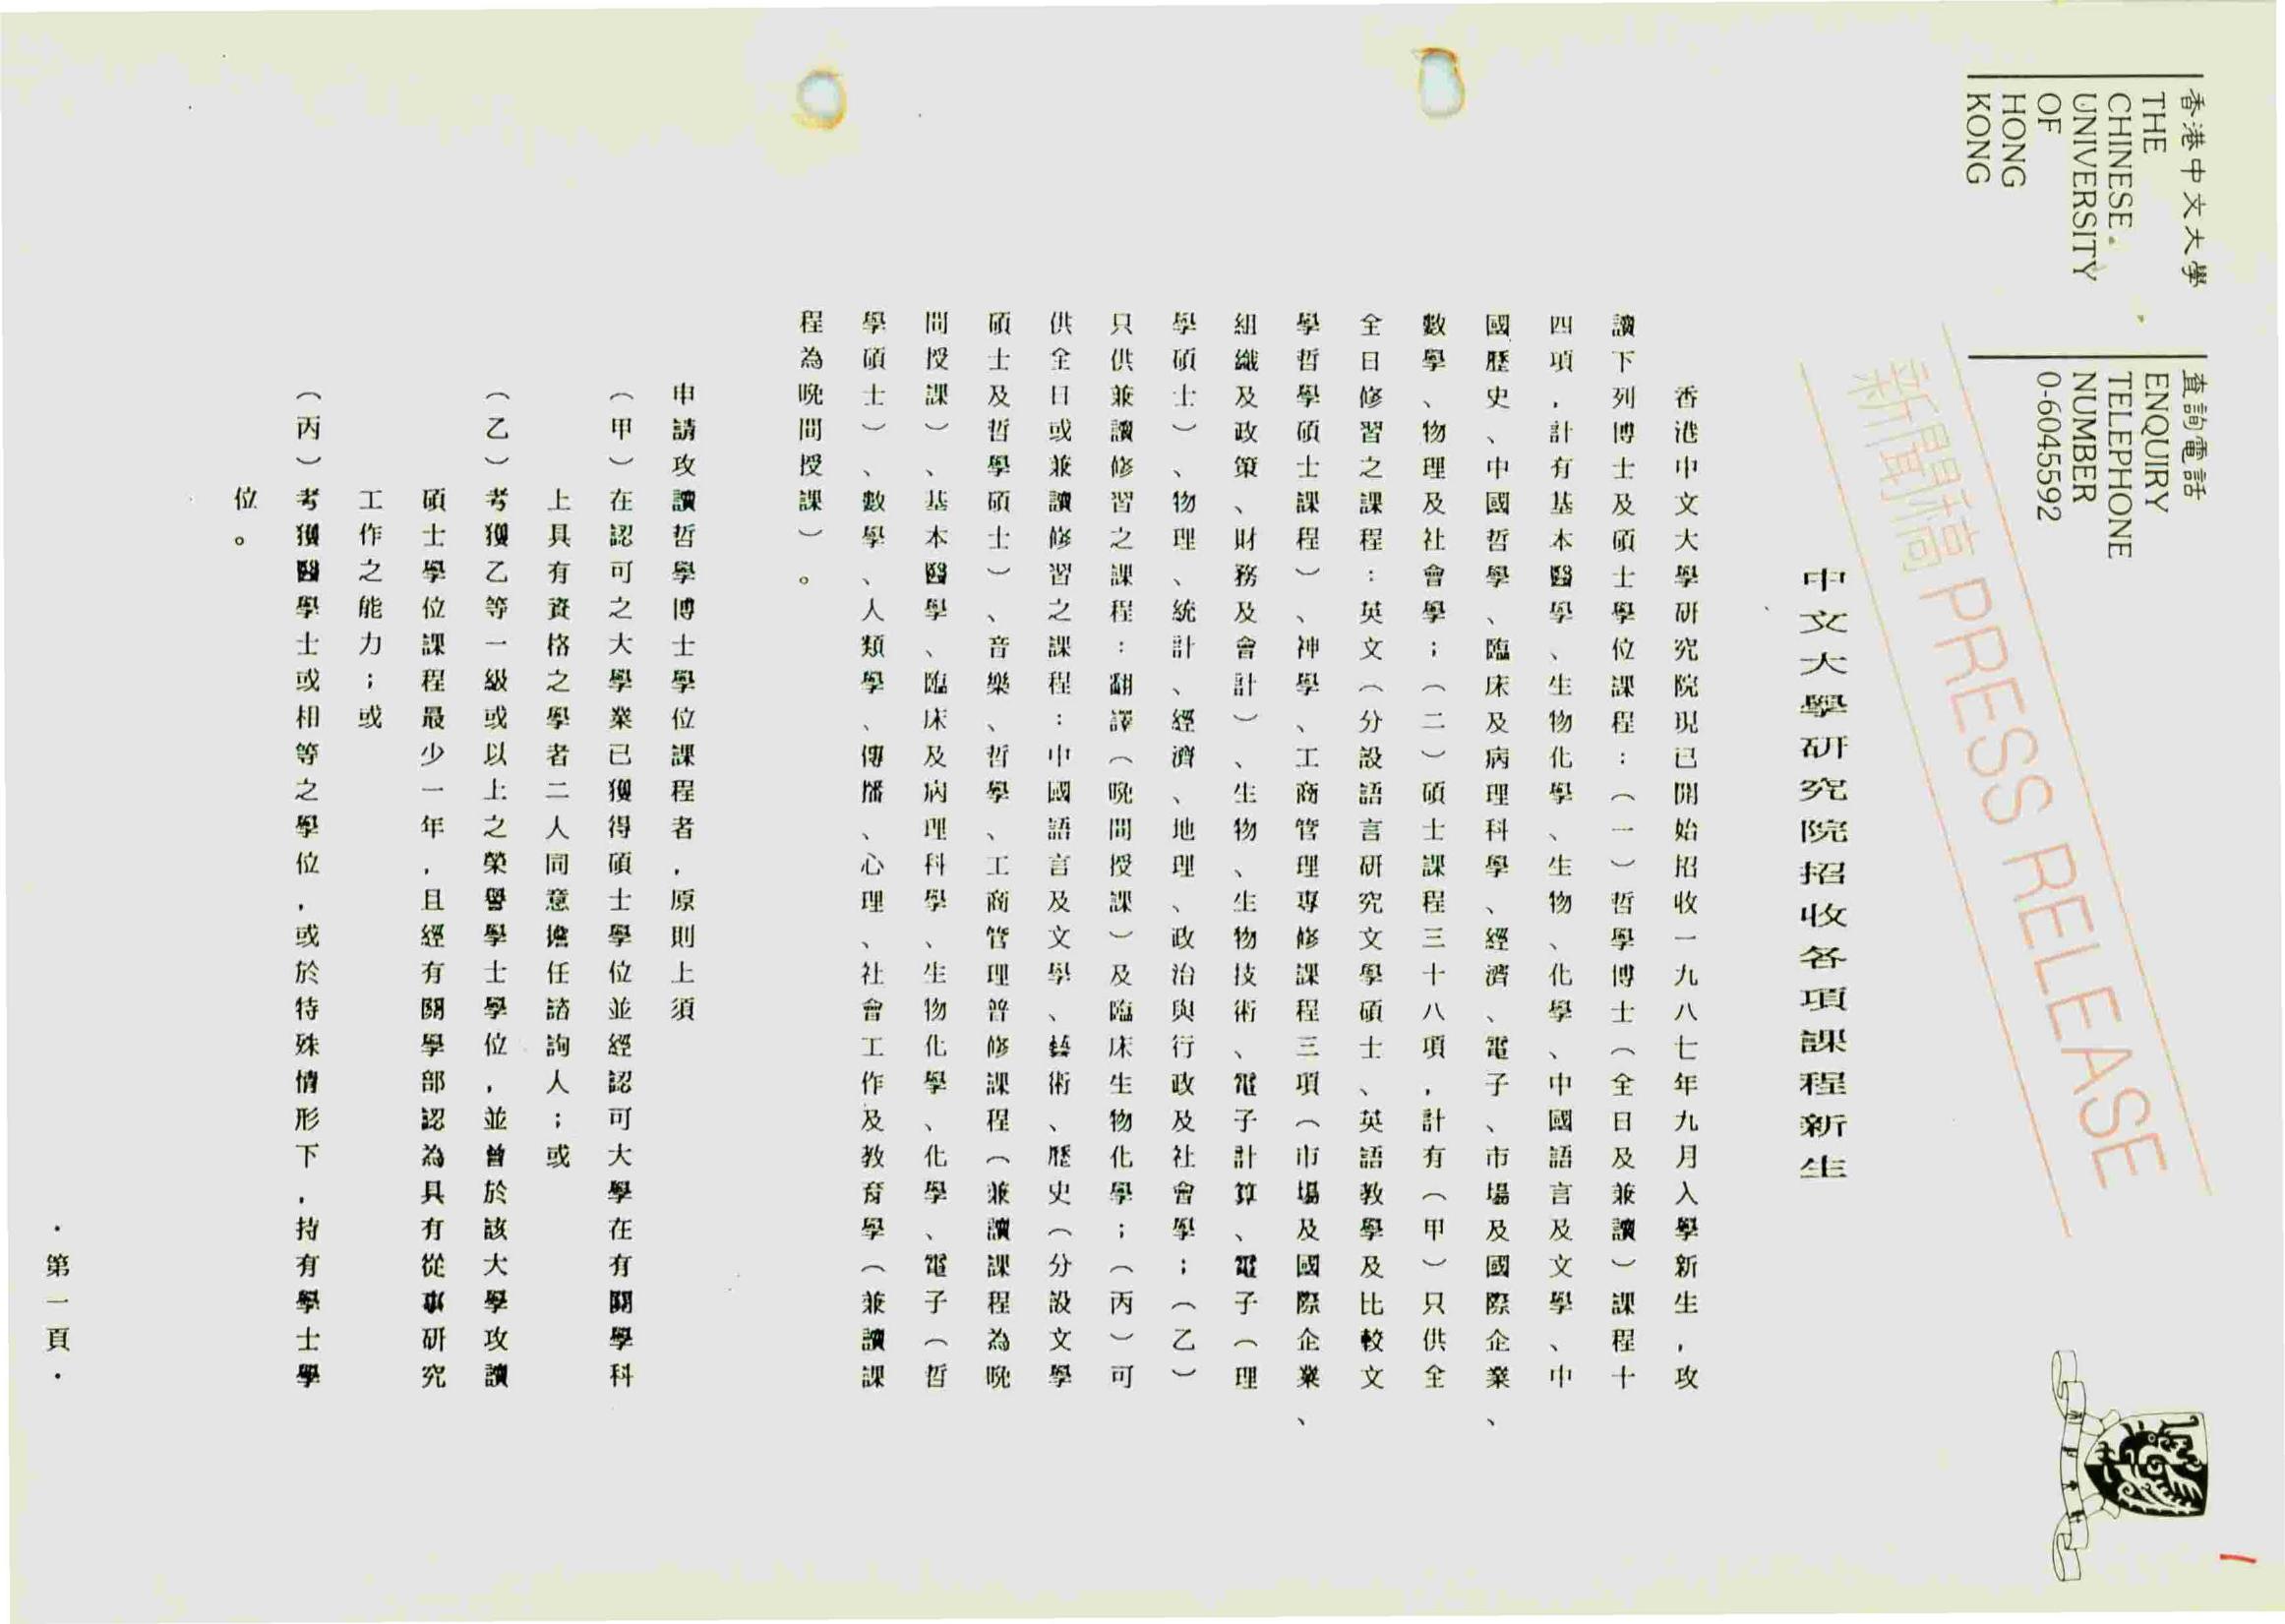 香港中文大學
THE
CHINESE
UNIVERSITY
OF
HONG
KONG
查詢電話
ENQUIRY
TELEPHONE
NUMBER
0-6045592
新聞稿 PRESS RELEASE
中文大學研究院招收各項課程新生
香港中文大學研究院現已開始招收一九八七年九月入學新生，攻
讀下列博士及碩士學位課程：（一）哲學博士（全日及兼讀）課程十
四項，計有基本醫學、生物化學、生物、化學、中國語言及文學、中
國歷史、中國哲學、臨床及病理科學、經濟、電子、市場及國際企業、
數學、物理及社會學；（二）碩士課程三十八項，計有（甲）只供全
全日修習之課程：英文（分設語言研究文學碩士、英語教學及比較文
學哲學碩士課程）、神學、工商管理專修課程三項（市場及國際企業、
組織及政策、財務及會計）、生物、生物技術、電子計算、電子（理
學碩士）、物理、統計、經濟、地理、政治與行政及社會學；（乙）
只供兼讀修習之課程：翻譯（晚間授課）及臨床生物化學；（丙）可
供全日或兼讀修習之課程：中國語言及文學、藝術、歷史（分設文學
碩士及哲學碩士）、音樂、哲學、工商管理普修課程（兼讀課程為晚
間授課）、基本醫學、臨床及病理科學、生物化學、化學、電子（哲
學碩士）、數學、人類學、傳播、心理、社會工作及教育學（兼讀課
程為晚間授課）。
申請攻讀哲學博士學位課程者，原則上須
（甲）在認可之大學業已獲得碩士學位並經認可大學在有關學科
上具有資格之學者二人同意擔任諮詢人；或
（乙）考獲乙等一級或以上之榮譽學士學位，並曾於該大學攻讀
碩士學位課程最少一年，且經有關學部認為具有從事研究
工作之能力；或
（丙）考獲醫學士或相等之學位，或於特殊情形下，持有學士學
位。
．第一頁．